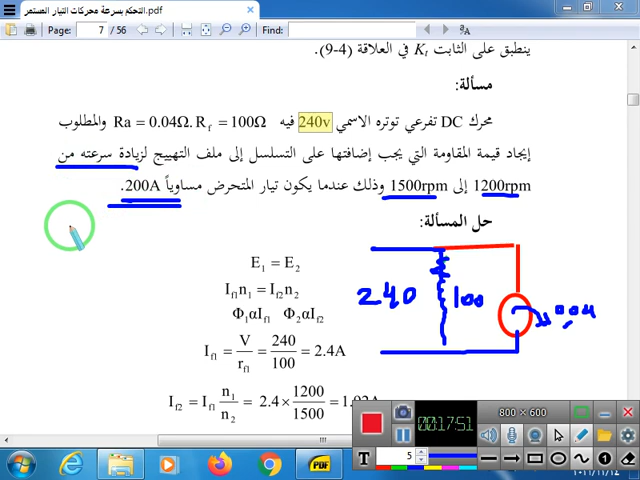 التحكم بسرعة محركات التيار المستمر.pdf
Page: 7 / 56
ينطبق على الثابت Kt في العلاقة (4-9).
مسألة:
محرك DC تفرعي توتره الاسمي 240v فيه Ra = 0.04Ω. Rf = 100Ω والمطلوب
إيجاد قيمة المقاومة التي يجب إضافتها على التسلسل إلى ملف التهييج لزيادة سرعته من
1200rpm إلى 1500rpm وذلك عندما يكون تيار المتحرض مساوياً 200A.
حل المسألة:
E1 = E2
If1n1 = If2n2
Φ1αIf1 Φ2αIf2
If1 = V/rf1 = 240/100 = 2.4A
If2 = If1 n1/n2 = 2.4× 1200/1500 =
240
100
0.04
00:17:51
800 × 600
T
5
PDF